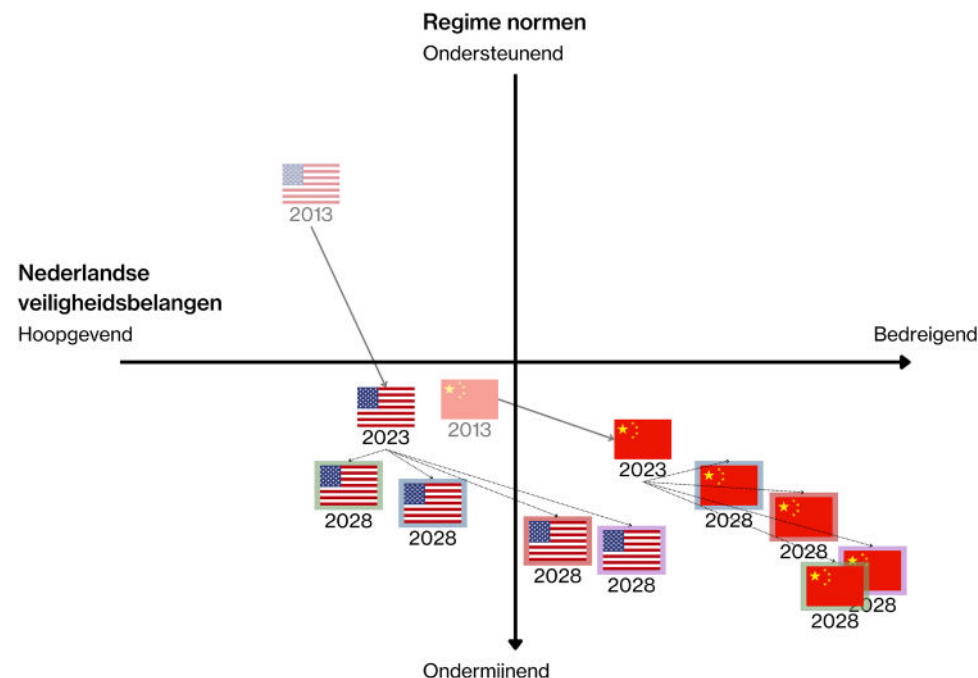 Regime normen
Ondersteunend
2013
Nederlandse
veiligheidsbelangen
Hoopgevend
Bedreigend
2023
2013
2023
2028
2028
2028
2028
2028
2028
2028
2028
Ondermijnend